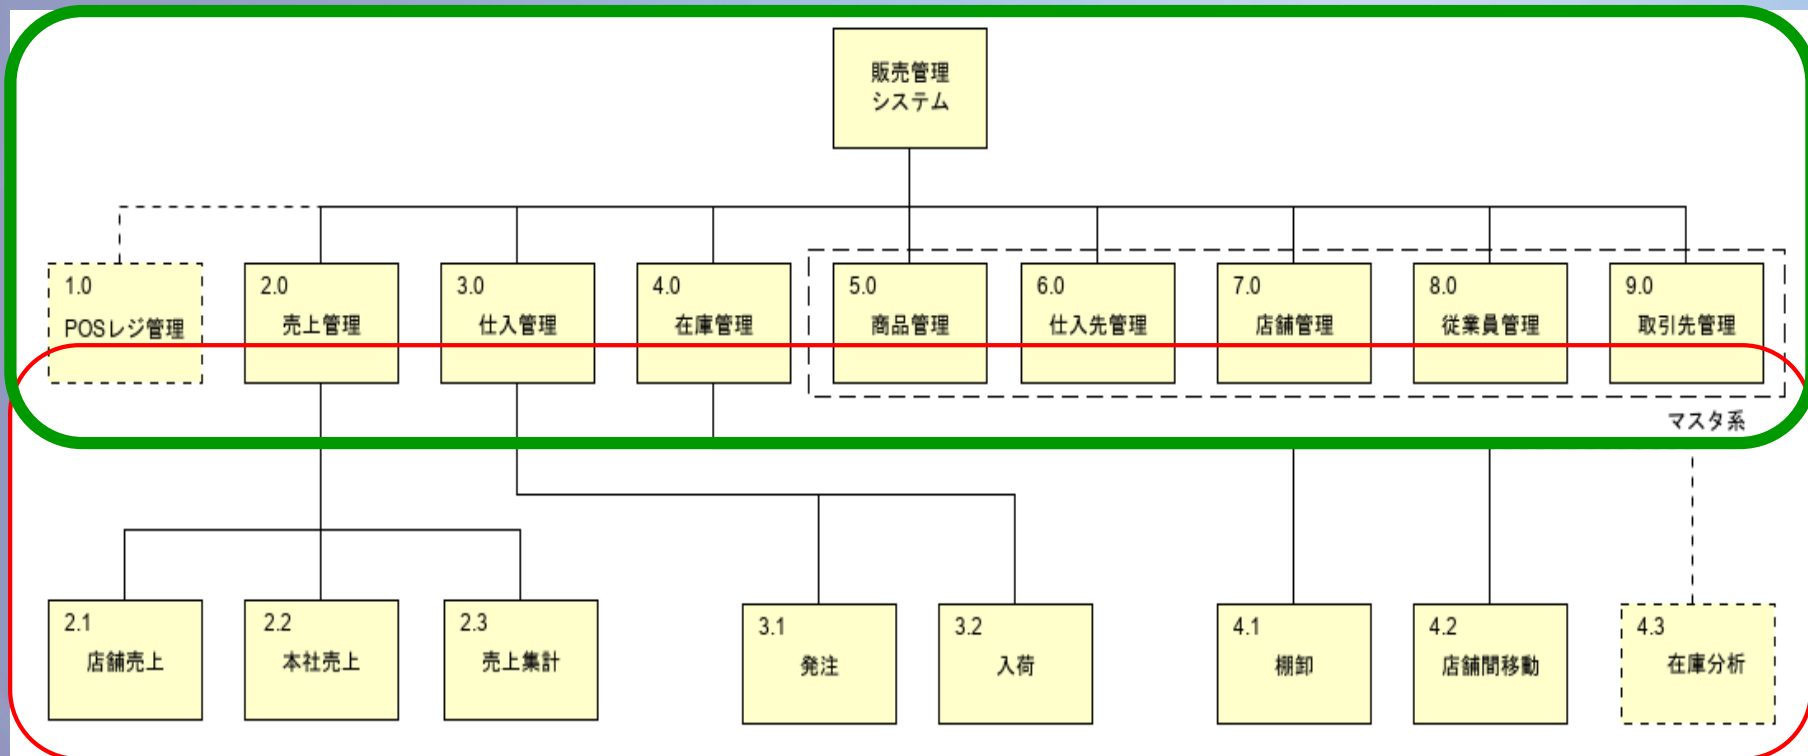 販売管理
システム
1.0
POSレジ管理
2.0
売上管理
3.0
仕入管理
4.0
在庫管理
5.0
商品管理
6.0
仕入先管理
7.0
店舗管理
8.0
従業員管理
9.0
取引先管理
マスタ系
2.1
店舗売上
2.2
本社売上
2.3
売上集計
3.1
発注
3.2
入荷
4.1
棚卸
4.2
店舗間移動
4.3
在庫分析